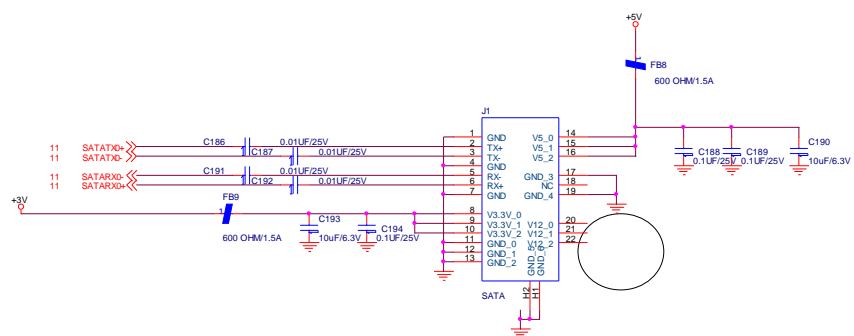 +5V
1
FB8
600 OHM/1.5A
J1
11 SATATX0+ C186 0.01UF/25V
11 SATATX0- C187 0.01UF/25V
11 SATARX0- C191 0.01UF/25V
11 SATARX0+ C192 0.01UF/25V
1 GND
2 TX+
3 TX-
4 GND
5 RX-
6 RX+
7 GND
8 V3.3V_0
9 V3.3V_1
10 V3.3V_2
11 GND_0
12 GND_1
13 GND_2
V5_0 14
V5_1 15
V5_2 16
GND_3 17
NC 18
GND_4 19
V12_0 20
V12_1 21
V12_2 22
GND_5 H2
GND_6 H1
SATA
C188
0.1UF/25V
C189
0.1UF/25V
C190
10uF/6.3V
+3V
FB9
1
600 OHM/1.5A
C193
10uF/6.3V
C194
0.1UF/25V